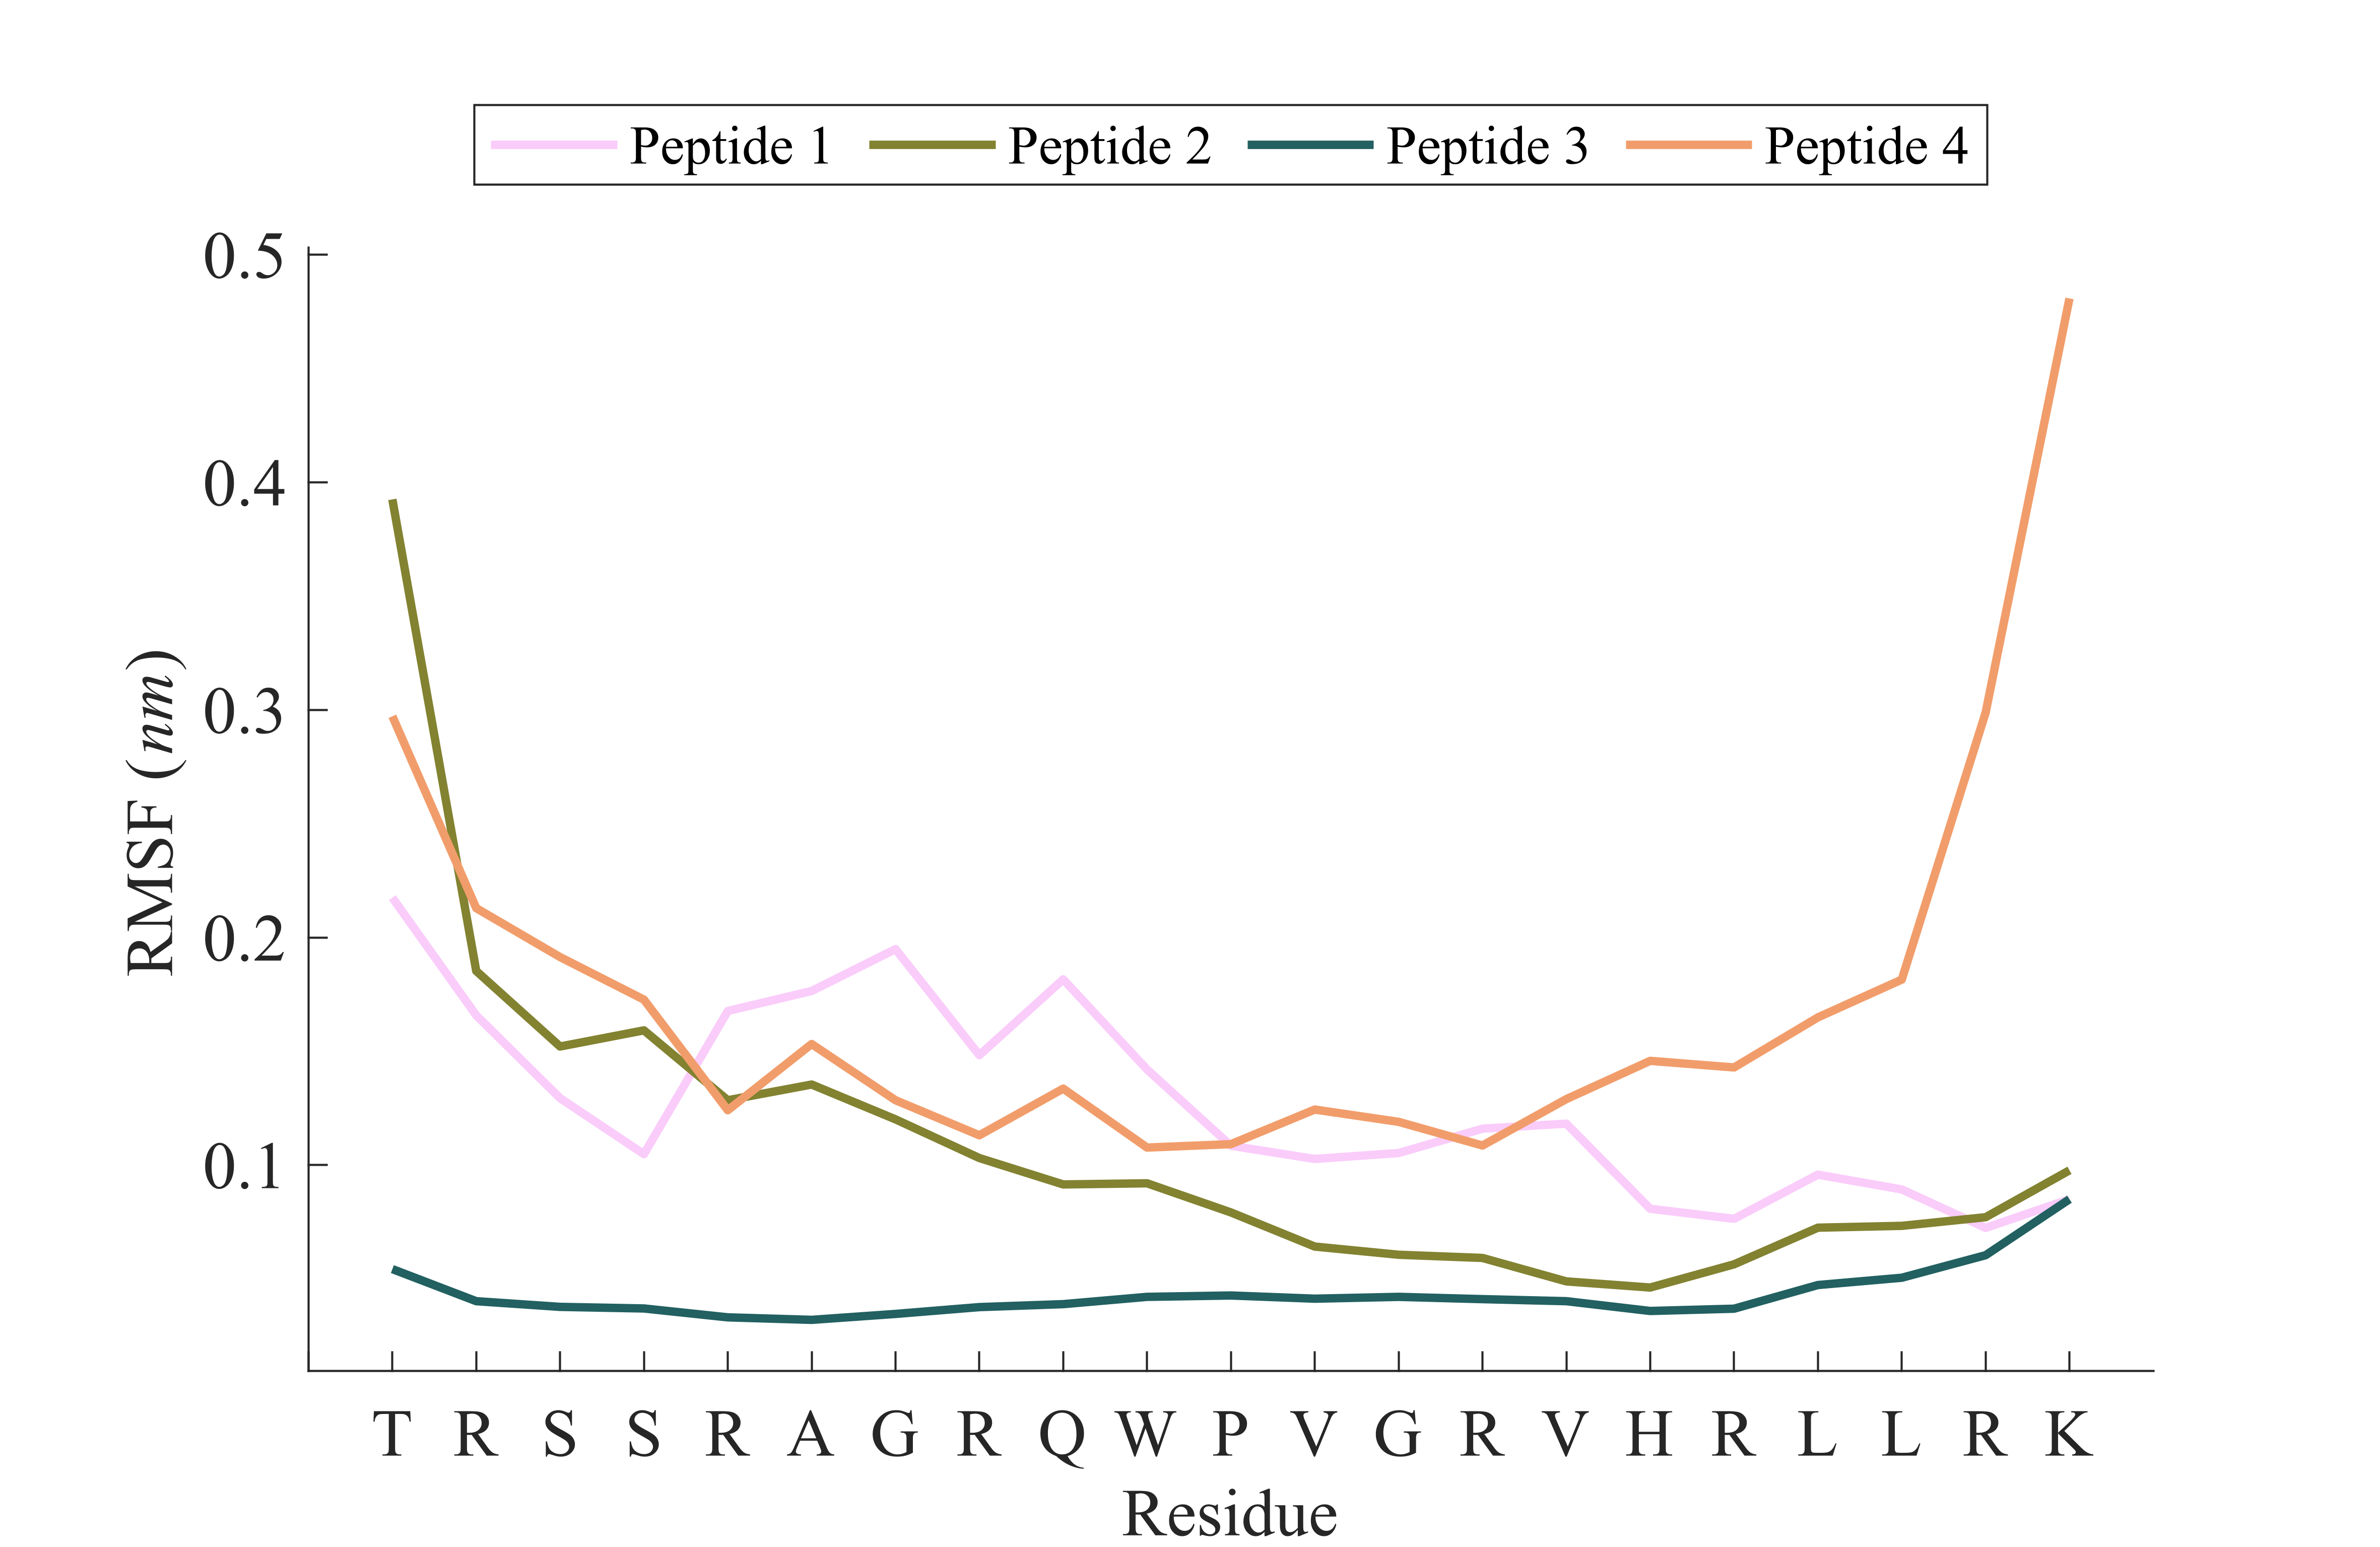 Peptide 1 Peptide 2 Peptide 3 Peptide 4
0.5
0.4
0.3
0.2
0.1
RMSF (nm)
T R S S R A G R Q W P V G R V H R L L R K
Residue